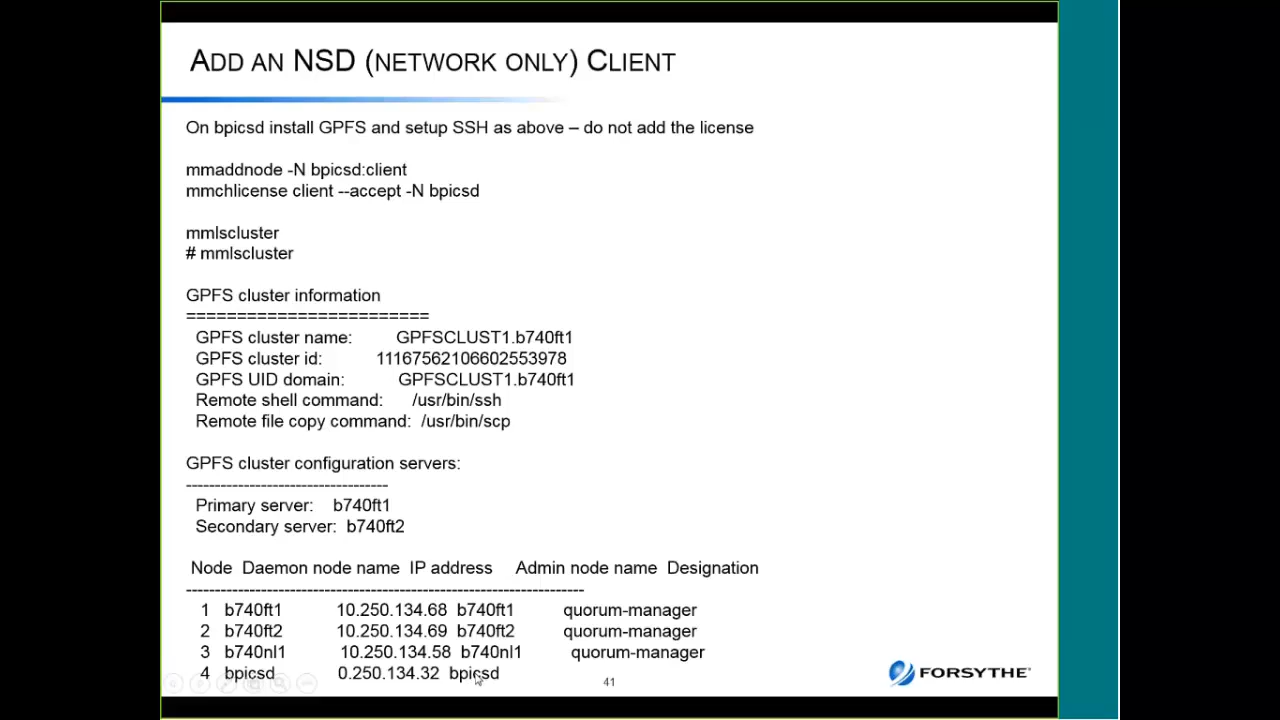 ADD AN NSD (NETWORK ONLY) CLIENT
On bpicsd install GPFS and setup SSH as above – do not add the license
mmaddnode -N bpicsd:client
mmchlicense client --accept -N bpicsd
mmlscluster
# mmlscluster
GPFS cluster information
========================
GPFS cluster name: GPFSCLUST1.b740ft1
GPFS cluster id: 11167562106602553978
GPFS UID domain: GPFSCLUST1.b740ft1
Remote shell command: /usr/bin/ssh
Remote file copy command: /usr/bin/scp
GPFS cluster configuration servers:
-----------------------------------
Primary server: b740ft1
Secondary server: b740ft2
Node Daemon node name IP address Admin node name Designation
----------------------------------------------------------------------
1 b740ft1 10.250.134.68 b740ft1 quorum-manager
2 b740ft2 10.250.134.69 b740ft2 quorum-manager
3 b740nl1 10.250.134.58 b740nl1 quorum-manager
4 bpicsd 0.250.134.32 bpicsd
41
FORSYTHE